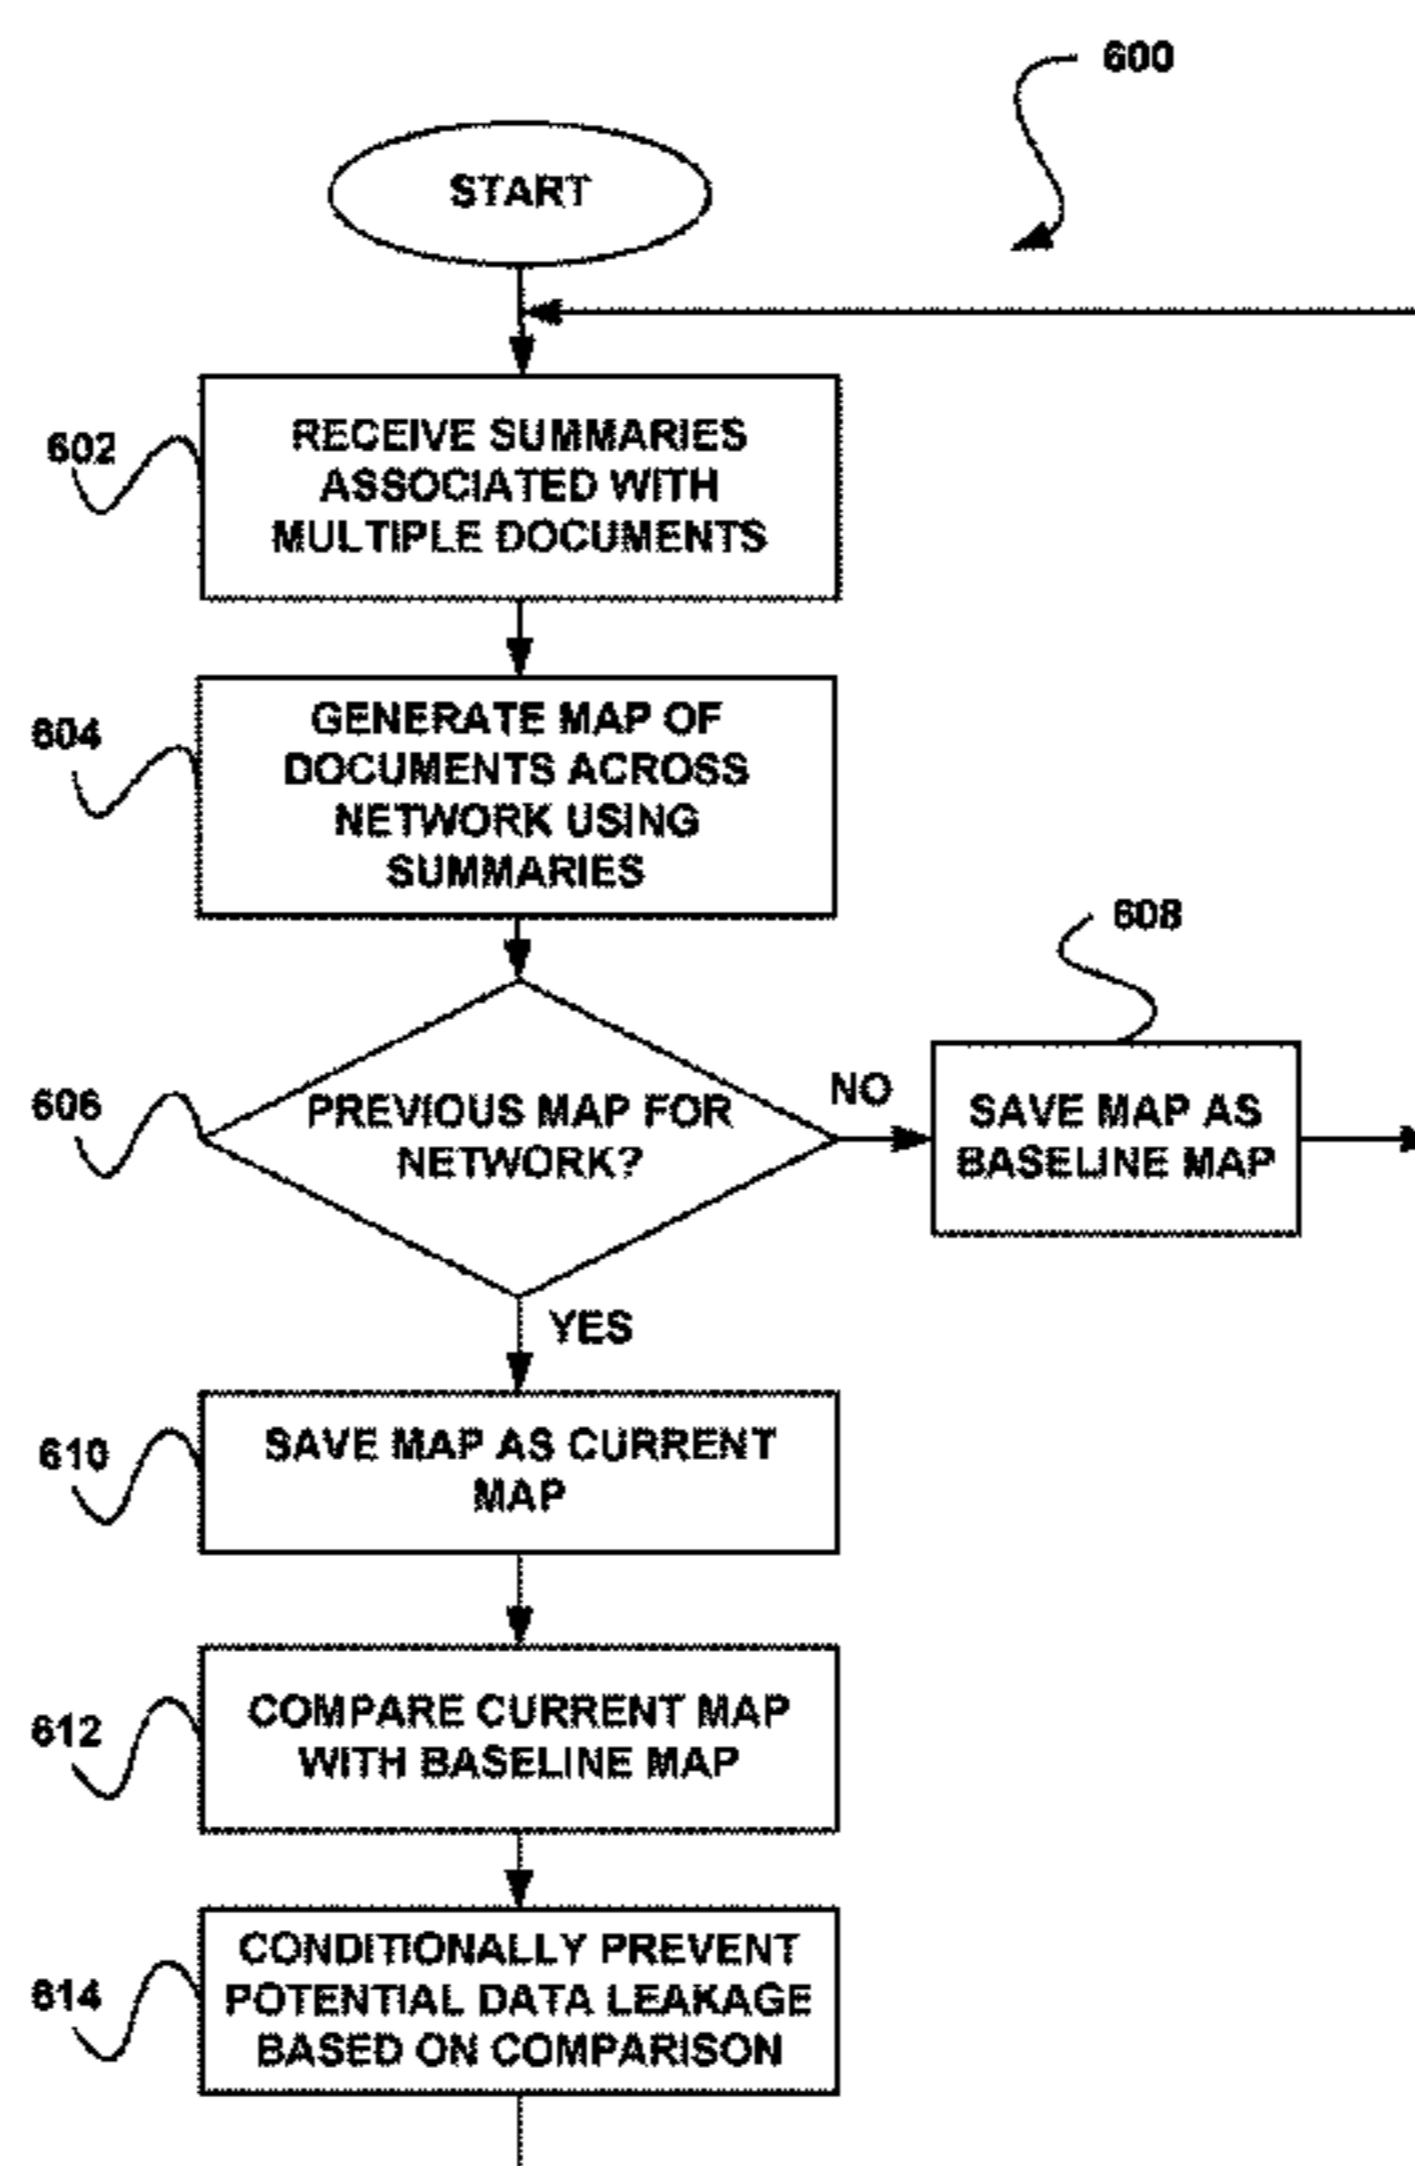 600
START
602
RECEIVE SUMMARIES
ASSOCIATED WITH
MULTIPLE DOCUMENTS
604
GENERATE MAP OF
DOCUMENTS ACROSS
NETWORK USING
SUMMARIES
608
606
PREVIOUS MAP FOR
NETWORK?
NO
SAVE MAP AS
BASELINE MAP
YES
610
SAVE MAP AS CURRENT
MAP
612
COMPARE CURRENT MAP
WITH BASELINE MAP
614
CONDITIONALLY PREVENT
POTENTIAL DATA LEAKAGE
BASED ON COMPARISON